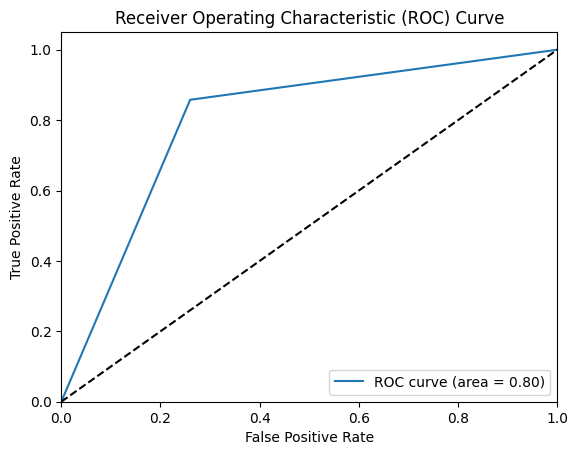 Receiver Operating Characteristic (ROC) Curve
1.0
0.8
0.6
0.4
0.2
0.0
True Positive Rate
ROC curve (area = 0.80)
0.0 0.2 0.4 0.6 0.8 1.0
False Positive Rate